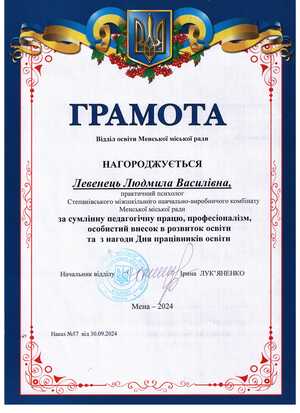 ГРАМОТА
Відділ освіти Менської міської ради
НАГОРОДЖУЄТЬСЯ
Левенець Людмила Василівна,
практичний психолог
Степанівського міжшкільного навчально-виробничого комбінату
Менської міської ради
за сумлінну педагогічну працю, професіоналізм,
особистий внесок в розвиток освіти
та з нагоди Дня працівників освіти
Начальник відділу Ірина ЛУК'ЯНЕНКО
Мена – 2024
Наказ №57 від 30.09.2024